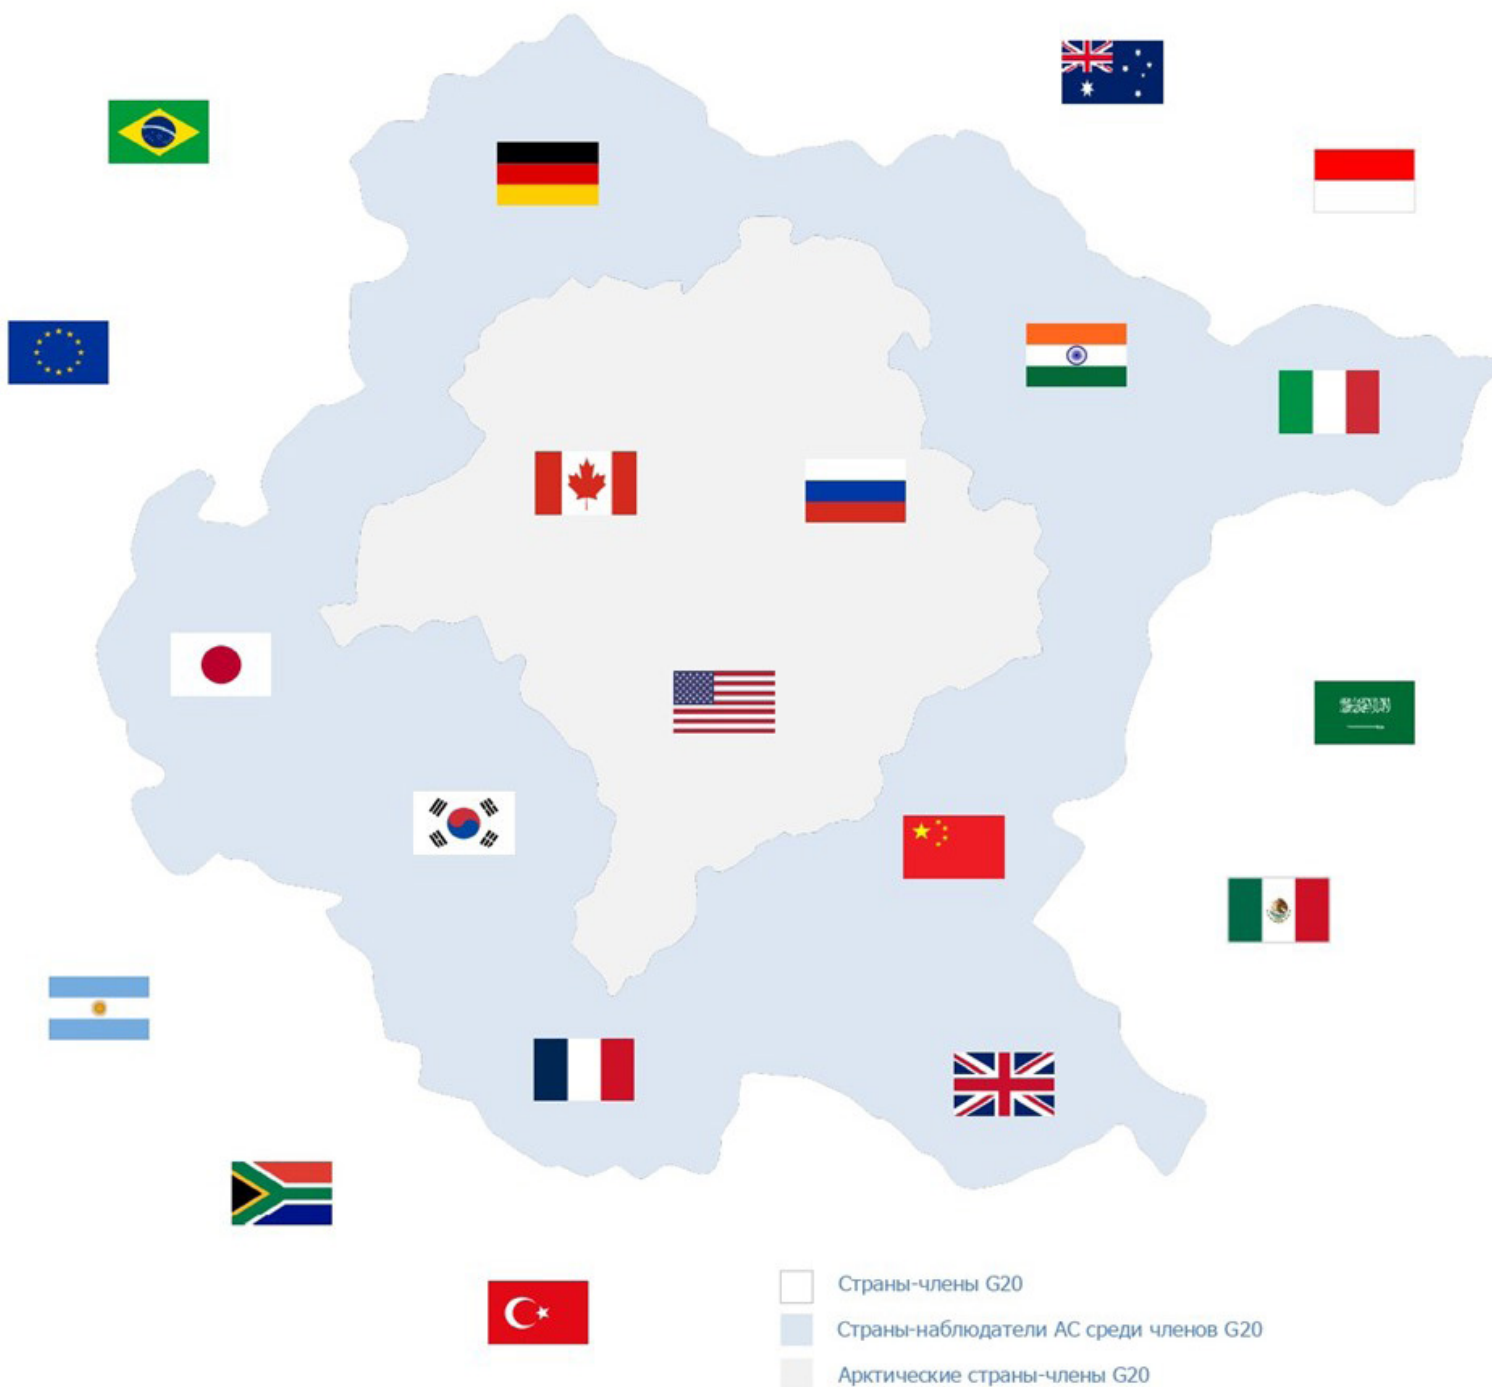 Страны-члены G20
Страны-наблюдатели АС среди членов G20
Арктические страны-члены G20